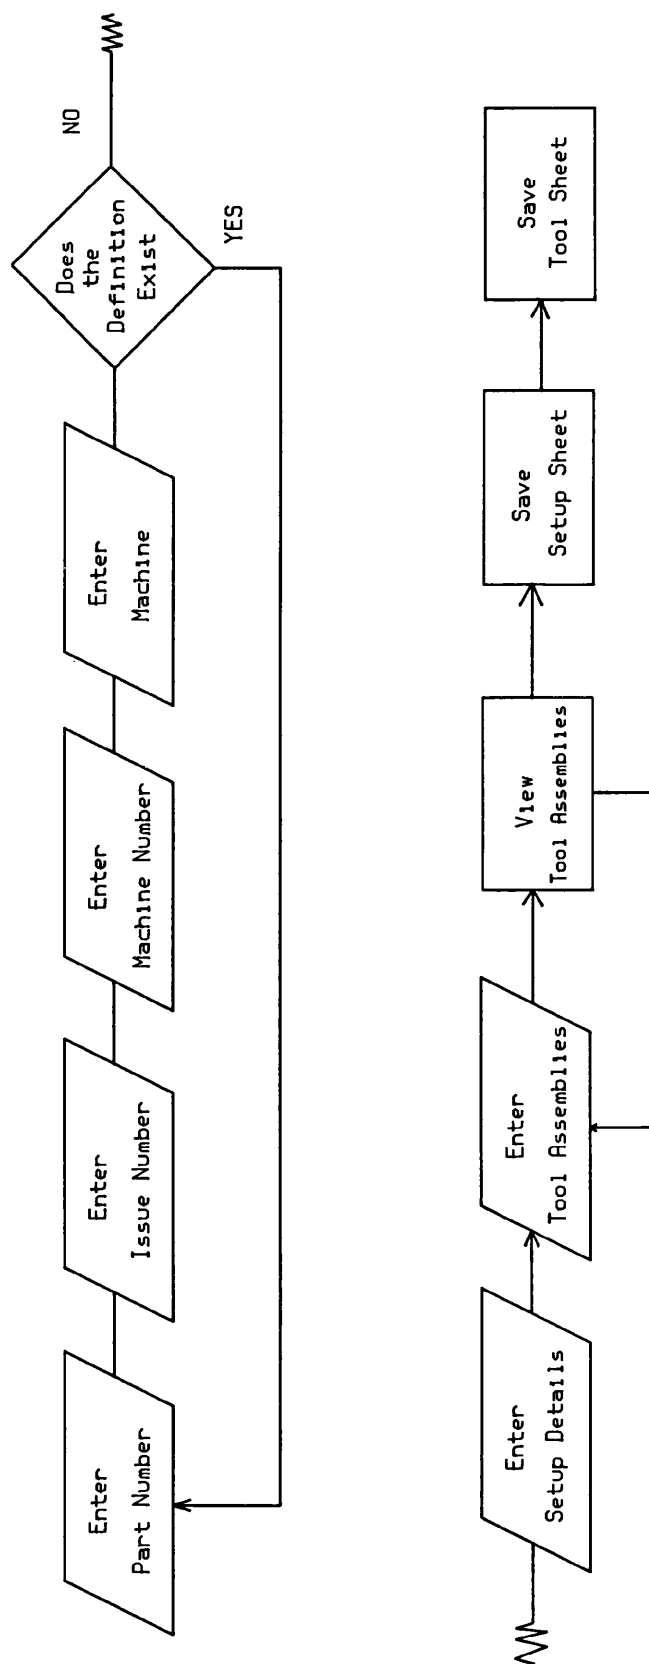 Enter
Part Number
Enter
Issue Number
Enter
Machine Number
Enter
Machine
Does
the
Definition
Exist
NO
YES
Enter
Setup Details
Enter
Tool Assemblies
View
Tool Assemblies
Save
Setup Sheet
Save
Tool Sheet